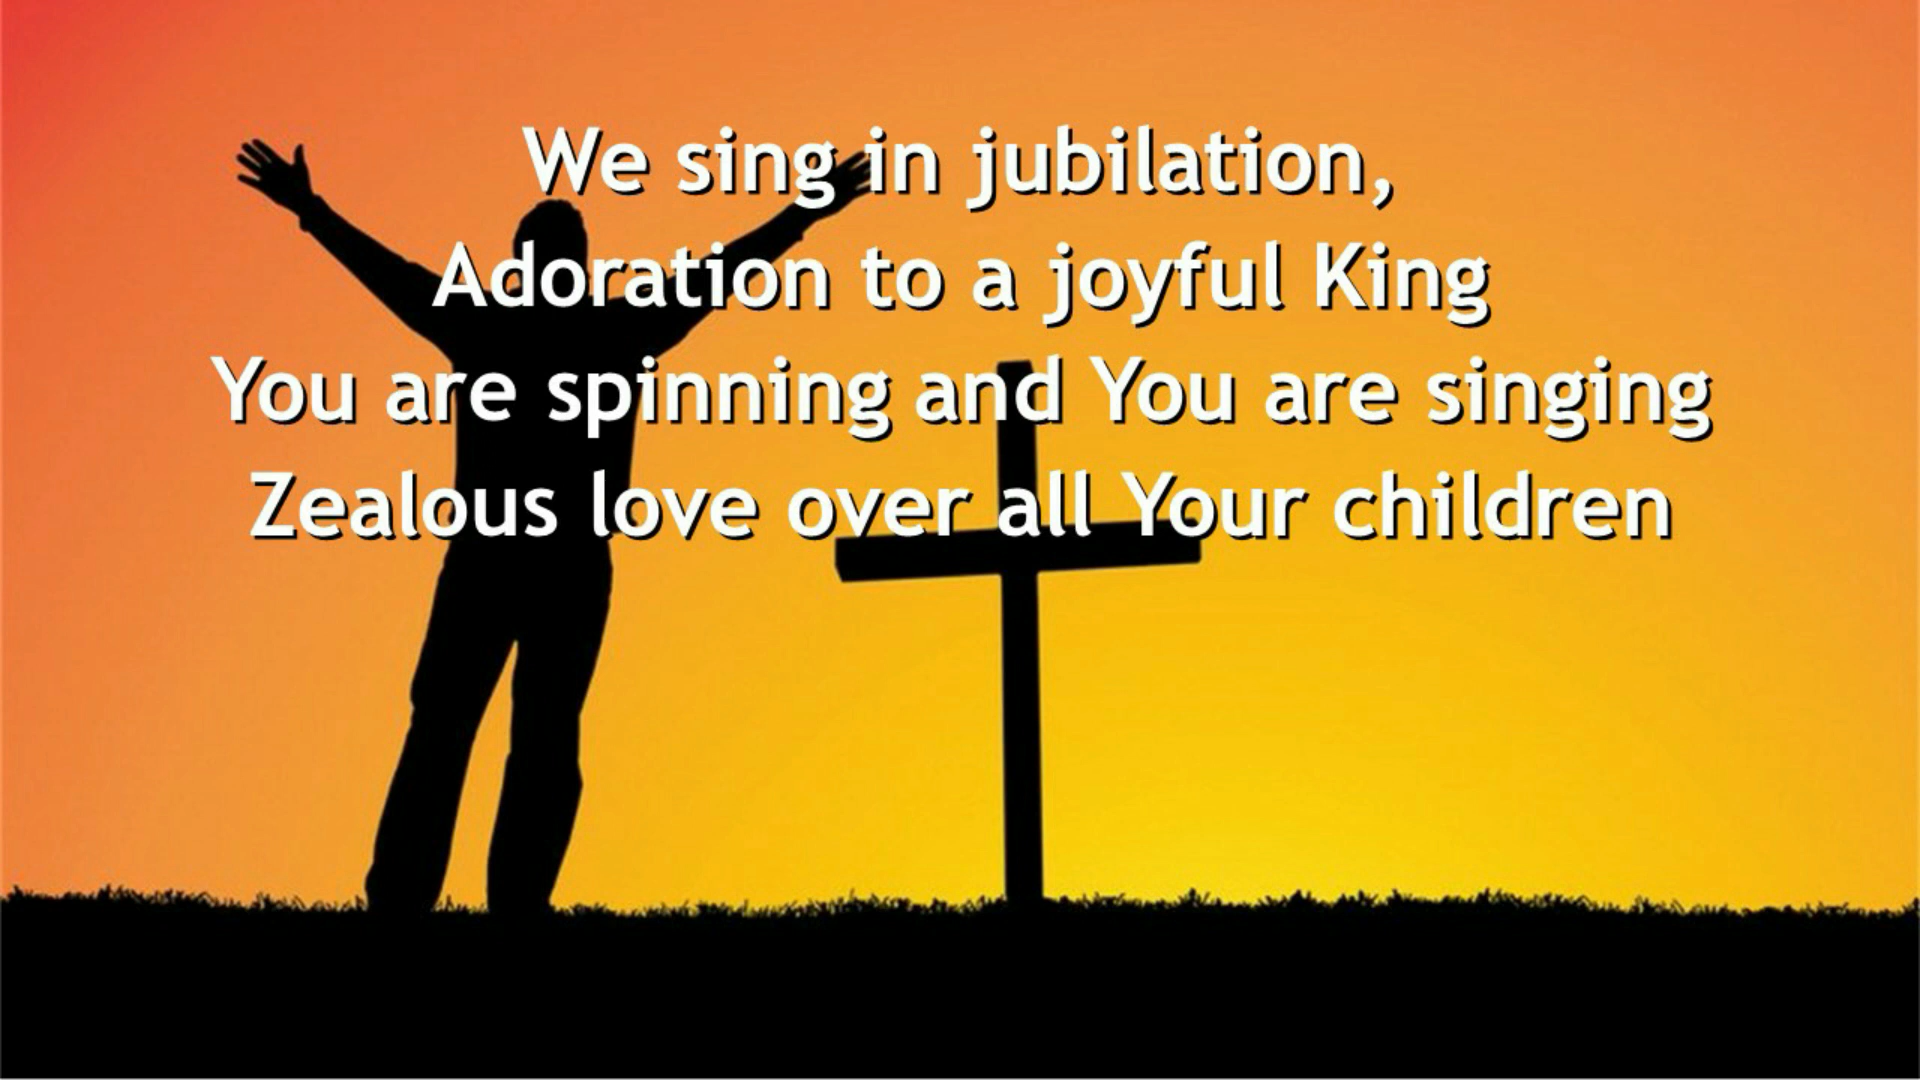 We sing in jubilation,
Adoration to a joyful King
You are spinning and You are singing
Zealous love over all Your children